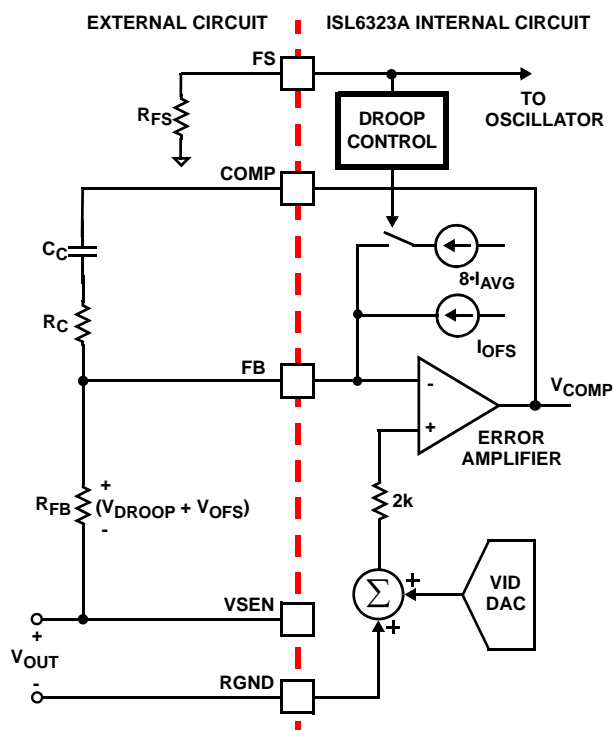 EXTERNAL CIRCUIT
ISL6323A INTERNAL CIRCUIT
FS
RFS
TO
OSCILLATOR
DROOP
CONTROL
COMP
CC
8•IAVG
RC
IOFS
FB
-
+
VCOMP
ERROR
AMPLIFIER
RFB
+
(VDROOP + VOFS)
-
2k
VSEN
Σ
+
+
VID
DAC
+
VOUT
-
RGND